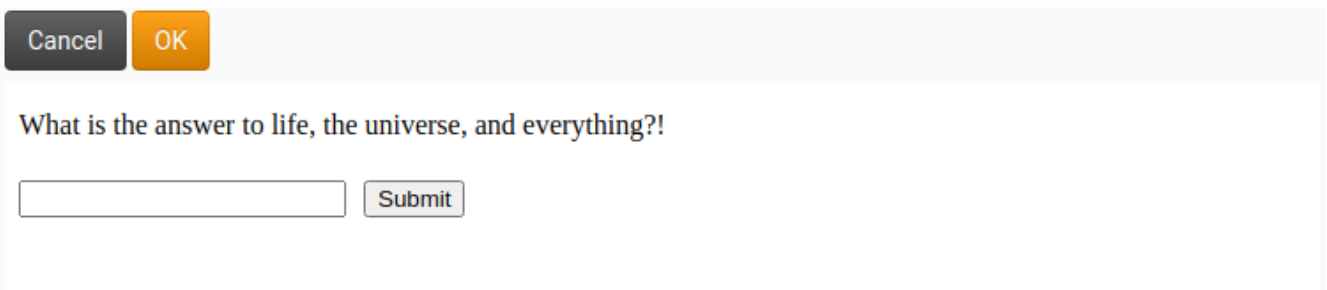 Cancel OK
What is the answer to life, the universe, and everything?!
Submit